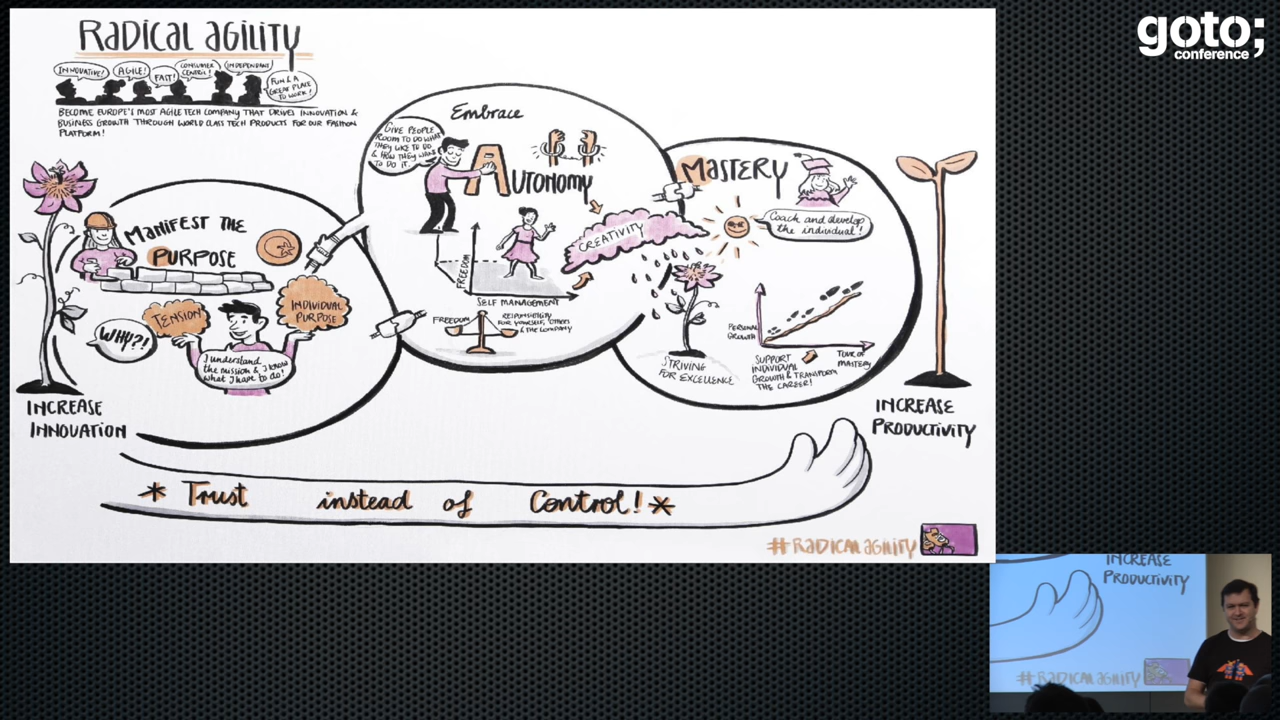 goto;
conference
RADICAL AGILITY
INNOVATIVE!
AGILE!
FAST!
CONSUMER
CENTRIC!
INDEPENDANT
FUN & A
GREAT PLACE
TO WORK!
BECOME EUROPE'S MOST AGILE TECH COMPANY THAT DRIVES INNOVATION &
BUSINESS GROWTH THROUGH WORLD CLASS TECH PRODUCTS FOR OUR FASHION
PLATFORM!
MANIFEST THE
PURPOSE
TENSION
INDIVIDUAL
PURPOSE
WHY?!
I understand
the mission & I know
what I have to do!
INCREASE
INNOVATION
Embrace
AUTONOMY
GIVE PEOPLE
ROOM TO DO WHAT
THEY LIKE TO DO
& HOW THEY WANT
TO DO IT.
CREATIVITY
FREEDOM
SELF MANAGEMENT
FREEDOM
RESPONSIBILITY
FOR YOURSELF, OTHERS
& THE COMPANY
MASTERY
Coach and develop
the individual!
STRIVING
FOR EXCELLENCE
PERSONAL
GROWTH
TOUR OF
MASTERY
SUPPORT
INDIVIDUAL
GROWTH & TRANSFORM
THE CAREER!
INCREASE
PRODUCTIVITY
* Trust instead of Control! *
#RADICALAGILITY
INCREASE
PRODUCTIVITY
#RADICALAGILITY